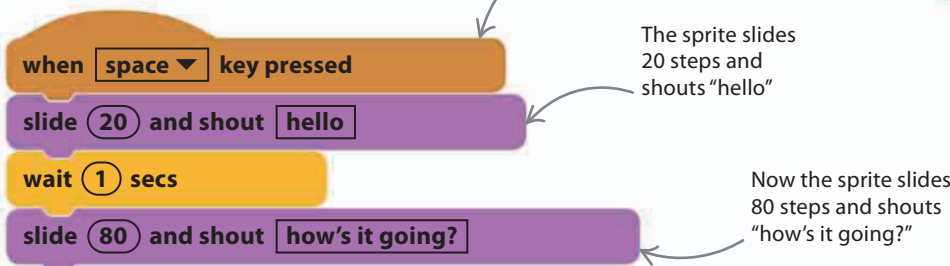 The sprite slides
20 steps and
shouts “hello”
when space key pressed
slide 20 and shout hello
wait 1 secs
slide 80 and shout how's it going?
Now the sprite slides
80 steps and shouts
“how's it going?”